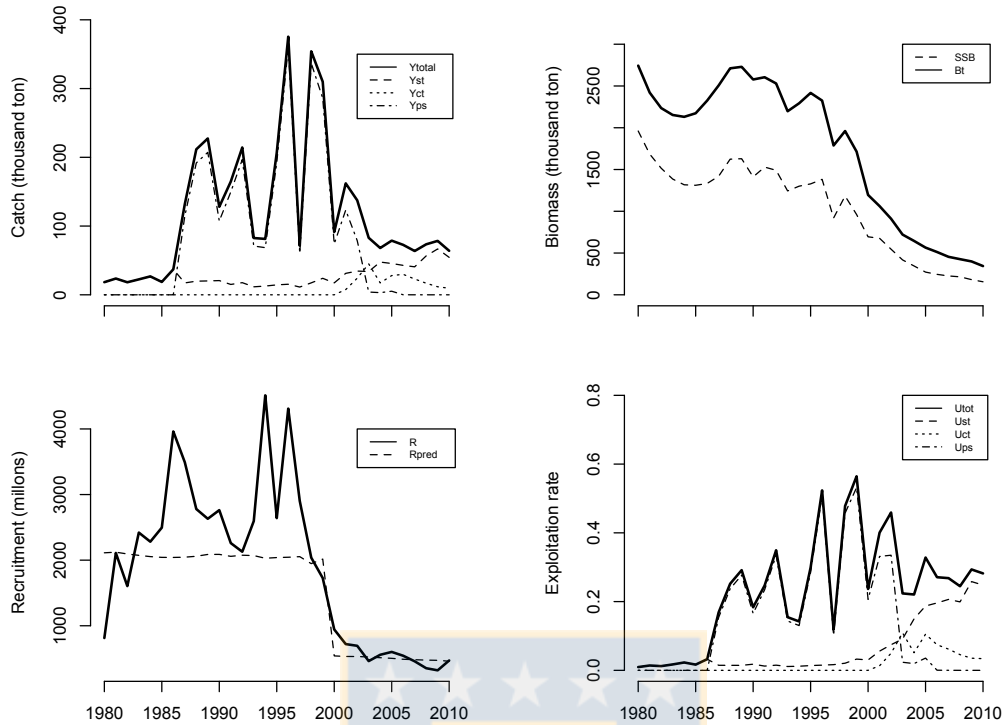 Catch (thousand ton)
0 100 200 300 400
Ytotal
Yst
Yct
Yps
Biomass (thousand ton)
0 500 1500 2500
SSB
Bt
Recruitment (millons)
1000 2000 3000 4000
R
Rpred
1980 1985 1990 1995 2000 2005 2010
Exploitation rate
0.0 0.2 0.4 0.6 0.8
Utot
Ust
Uct
Ups
1980 1985 1990 1995 2000 2005 2010